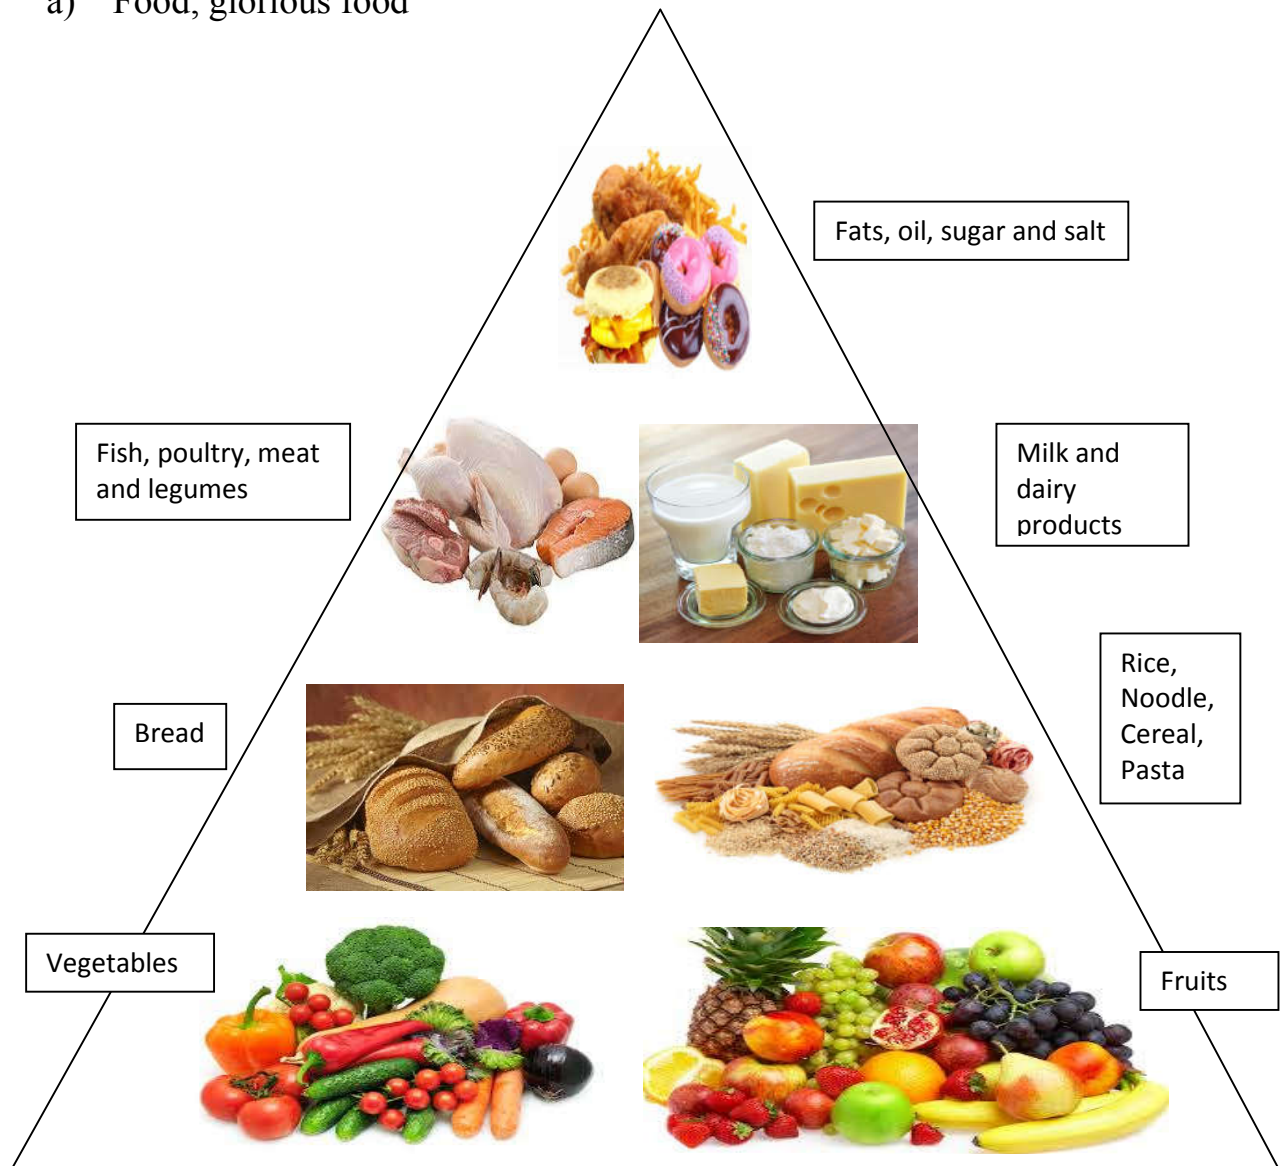 a) Food, glorious food
Fats, oil, sugar and salt
Fish, poultry, meat
and legumes
Milk and
dairy
products
Rice,
Noodle,
Cereal,
Pasta
Bread
Vegetables
Fruits